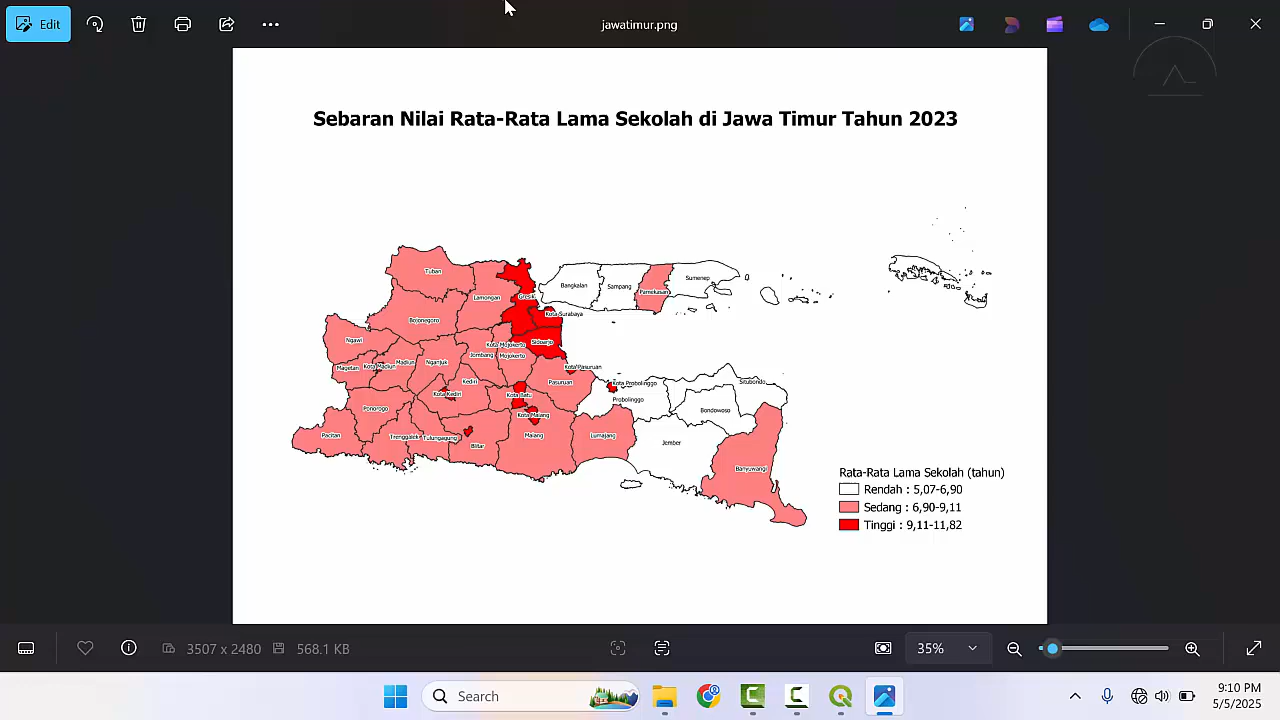 Edit
jawatimur.png
Sebaran Nilai Rata-Rata Lama Sekolah di Jawa Timur Tahun 2023
Tuban
Lamongan
Gresik
Bangkalan
Sampang
Pamekasan
Sumenep
Bojonegoro
Kota Surabaya
Ngawi
Kota Mojokerto
Sidoarjo
Jombang
Mojokerto
Magetan
Kota Madiun
Madiun
Nganjuk
Kota Pasuruan
Kediri
Pasuruan
Kota Probolinggo
Situbondo
Kota Kediri
Kota Batu
Probolinggo
Ponorogo
Kota Malang
Bondowoso
Pacitan
Trenggalek
Tulungagung
Blitar
Malang
Lumajang
Jember
Banyuwangi
Rata-Rata Lama Sekolah (tahun)
Rendah : 5,07-6,90
Sedang : 6,90-9,11
Tinggi : 9,11-11,82
3507 x 2480
568.1 KB
35%
Search
9:10 PM
5/5/2025